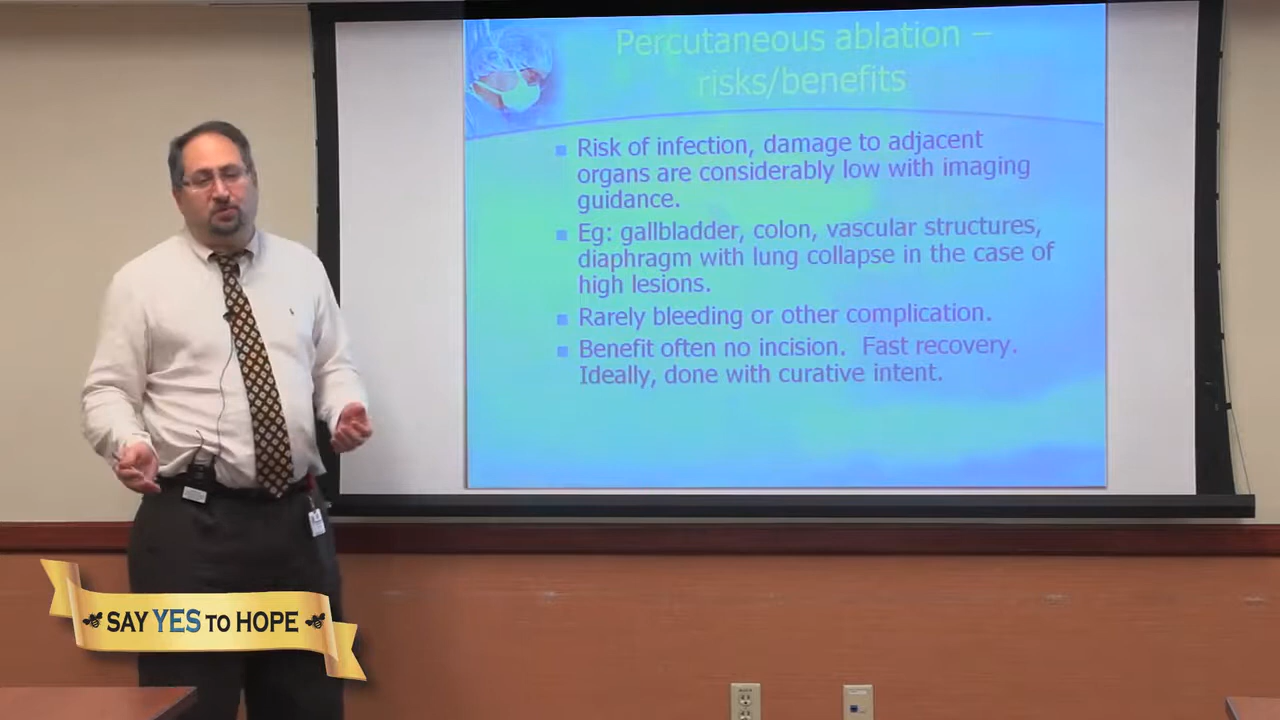 Percutaneous ablation –
risks/benefits
Risk of infection, damage to adjacent
organs are considerably low with imaging
guidance.
Eg: gallbladder, colon, vascular structures,
diaphragm with lung collapse in the case of
high lesions.
Rarely bleeding or other complication.
Benefit often no incision. Fast recovery.
Ideally, done with curative intent.
SAY YES TO HOPE